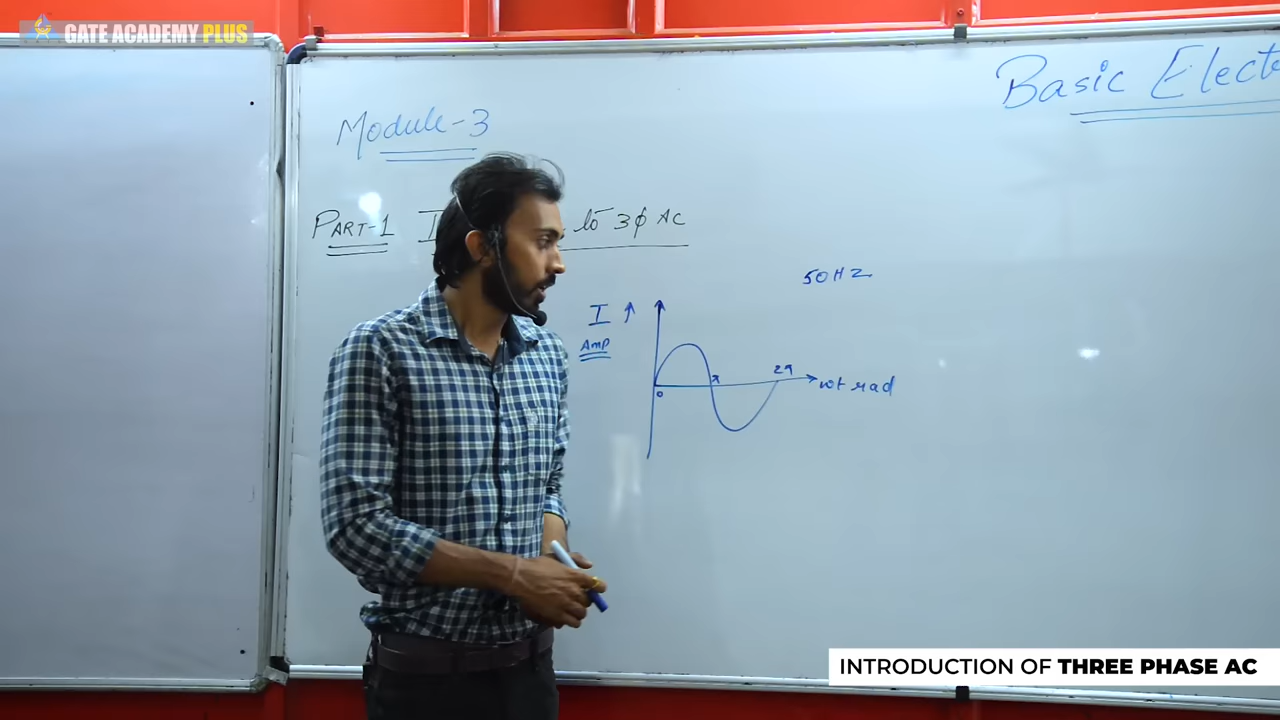 GATE ACADEMY PLUS
Basic Elect
Module-3
PART-1 I to 3ϕ AC
50HZ
I ↑
Amp
0
π
2π
wt rad
INTRODUCTION OF THREE PHASE AC